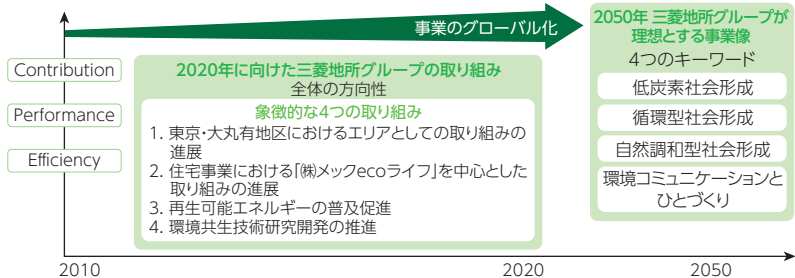 事業のグローバル化
Contribution
Performance
Efficiency
2020年に向けた三菱地所グループの取り組み
全体の方向性
象徴的な4つの取り組み
1. 東京・大丸有地区におけるエリアとしての取り組みの
進展
2. 住宅事業における「㈱メックecoライフ」を中心とした
取り組みの進展
3. 再生可能エネルギーの普及促進
4. 環境共生技術研究開発の推進
2050年 三菱地所グループが
理想とする事業像
4つのキーワード
低炭素社会形成
循環型社会形成
自然調和型社会形成
環境コミュニケーションと
ひとづくり
2010
2020
2050